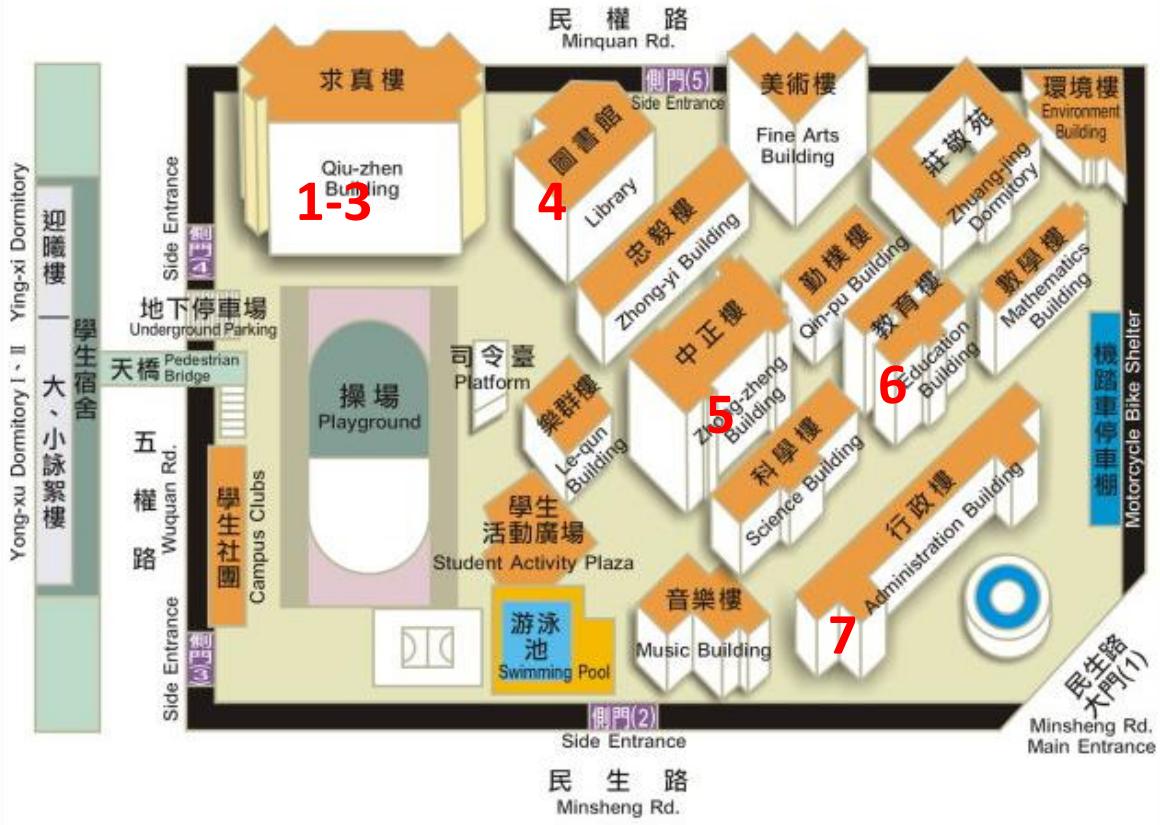 民 權 路
Minquan Rd.
求真樓
Qiu-zhen
Building
1-3
圖書館
Library
4
側門(5)
Side Entrance
美術樓
Fine Arts
Building
莊敬苑
Zhuang-jing
Dormitory
環境樓
Environment
Building
忠毅樓
Zhong-yi Building
勤樸樓
Qin-pu Building
教育樓
Education
Building
6
數學樓
Mathematics
Building
中正樓
Zhong-zheng
Building
5
Side Entrance
側門4
地下停車場
Underground Parking
天橋
Pedestrian
Bridge
Ying-xi Dormitory
迎曦樓
Yong-xu Dormitory I、II
大、小詠絮樓
學生宿舍
五權路
Wuquan Rd.
學生社團
Campus Clubs
操場
Playground
司令臺
Platform
樂群樓
Le-qun
Building
學生
活動廣場
Student Activity Plaza
科學樓
Science Building
行政樓
Administration Building
7
機踏車停車棚
Motorcycle Bike Shelter
游泳
池
Swimming Pool
音樂樓
Music Building
Side Entrance
側門(3)
側門(2)
Side Entrance
民生路
大門(1)
Minsheng Rd.
Main Entrance
民 生 路
Minsheng Rd.